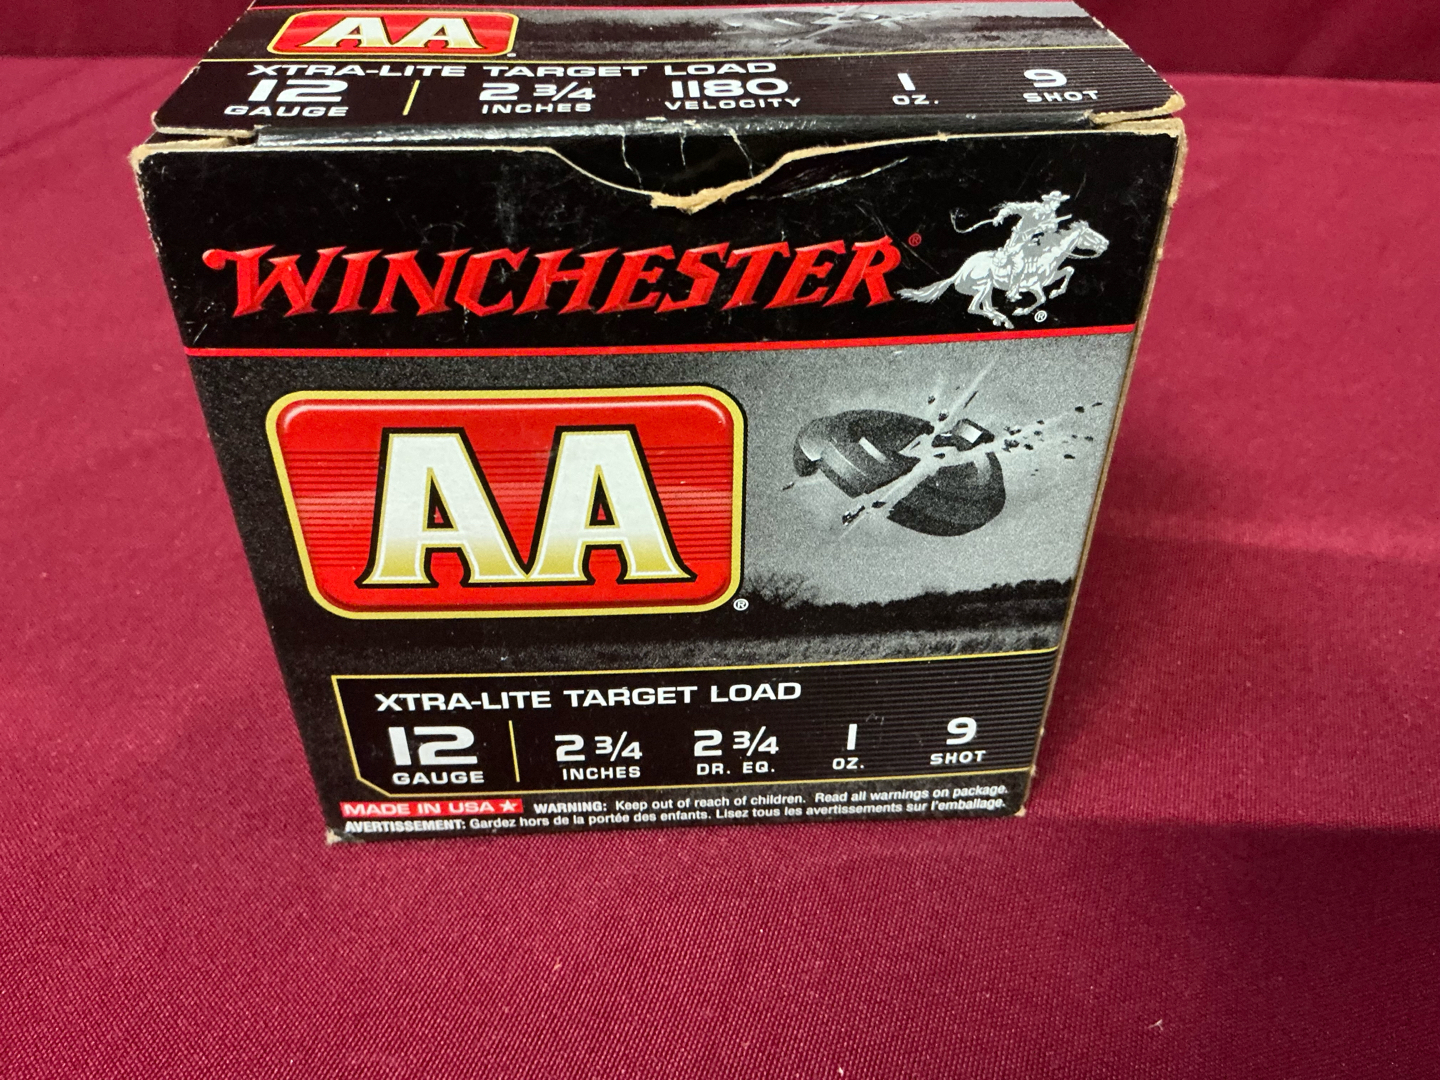 AA
XTRA-LITE TARGET LOAD
12 2 3/4 1180 1 9
GAUGE INCHES VELOCITY OZ. SHOT
WINCHESTER®
®
AA®
XTRA-LITE TARGET LOAD
12 2 3/4 2 3/4 1 9
GAUGE INCHES DR. EQ. OZ. SHOT
MADE IN USA ★ WARNING: Keep out of reach of children. Read all warnings on package.
AVERTISSEMENT: Gardez hors de la portée des enfants. Lisez tous les avertissements sur l'emballage.